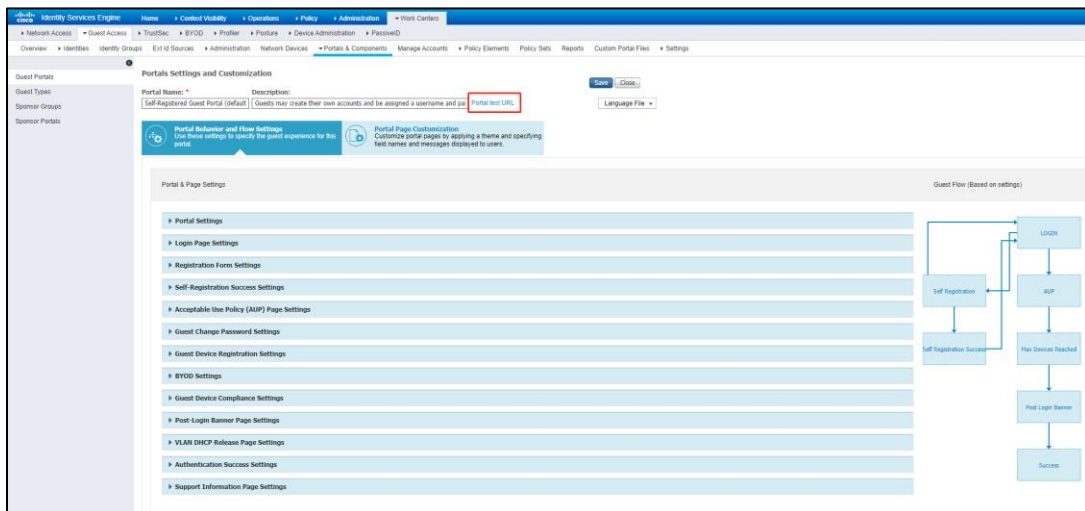 cisco Identity Services Engine Home Context Visibility Operations Policy Administration Work Centers
Network Access Guest Access TrustSec BYOD Profiler Posture Device Administration PassiveID
Overview Identities Identity Groups Ext Id Sources Administration Network Devices Portals & Components Manage Accounts Policy Elements Policy Sets Reports Custom Portal Files Settings
Guest Portals
Guest Types
Sponsor Groups
Sponsor Portals
Portals Settings and Customization
Save Close
Portal Name: * Description:
Self-Registered Guest Portal (default Guests may create their own accounts and be assigned a username and pa Portal test URL Language File
Portal Behavior and Flow Settings
Use these settings to specify the guest experience for this
portal.
Portal Page Customization
Customize portal pages by applying a theme and specifying
field names and messages displayed to users.
Portal & Page Settings
Guest Flow (Based on settings)
Portal Settings
Login Page Settings
Registration Form Settings
Self-Registration Success Settings
Acceptable Use Policy (AUP) Page Settings
Guest Change Password Settings
Guest Device Registration Settings
BYOD Settings
Guest Device Compliance Settings
Post-Login Banner Page Settings
VLAN DHCP Release Page Settings
Authentication Success Settings
Support Information Page Settings
LOGIN
Self Registration
AUP
Self Registration Success
Max Devices Reached
Post Login Banner
Success